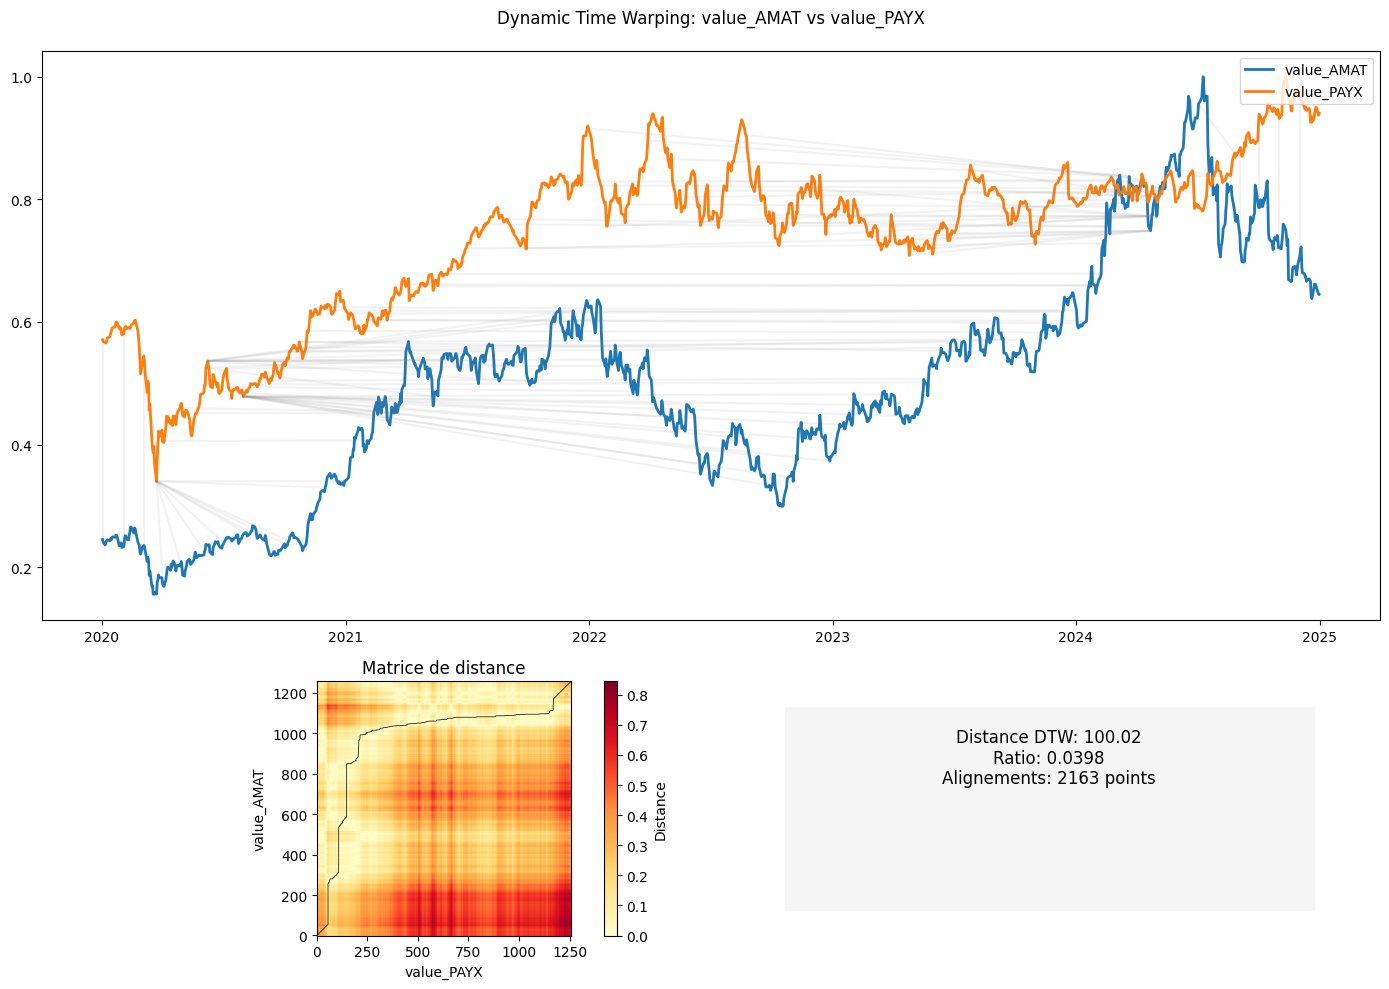 Dynamic Time Warping: value_AMAT vs value_PAYX
value_AMAT
value_PAYX
1.0
0.8
0.6
0.4
0.2
2020 2021 2022 2023 2024 2025
Matrice de distance
value_AMAT
1200
1000
800
600
400
200
0
0 250 500 750 1000 1250
value_PAYX
0.8
0.7
0.6
0.5
0.4
0.3
0.2
0.1
0.0
Distance
Distance DTW: 100.02
Ratio: 0.0398
Alignements: 2163 points